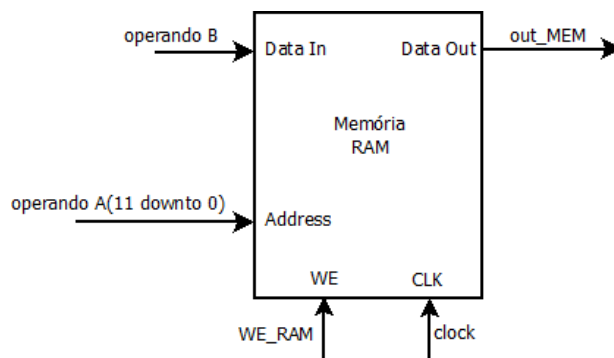 operando B
Data In
Data Out
out_MEM
Memória
RAM
operando A(11 downto 0)
Address
WE
CLK
WE_RAM
clock